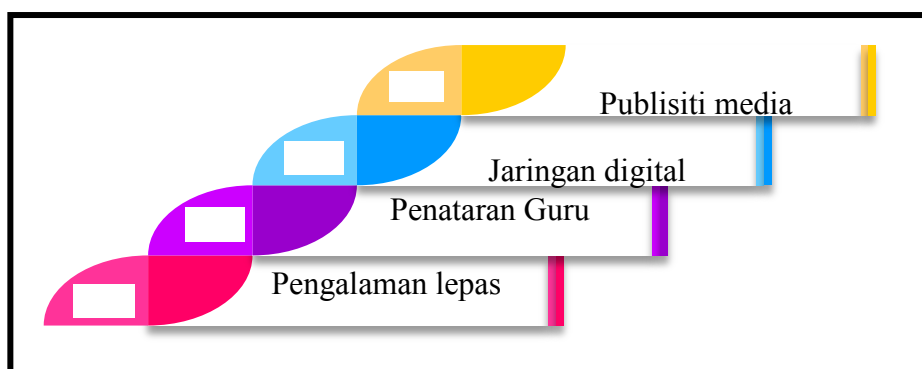 Publisiti media
Jaringan digital
Penataran Guru
Pengalaman lepas